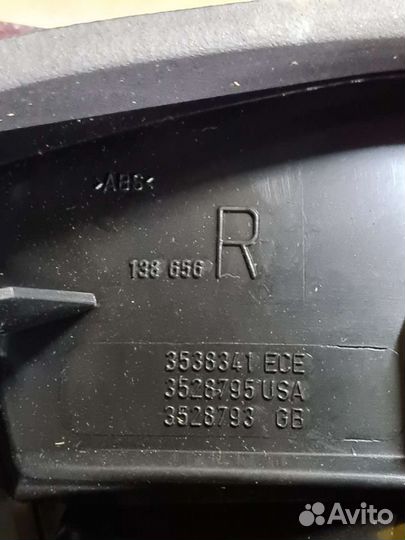 >ABS<
R
138 656
3538341 ECE
3528795 USA
3528793 GB
Avito